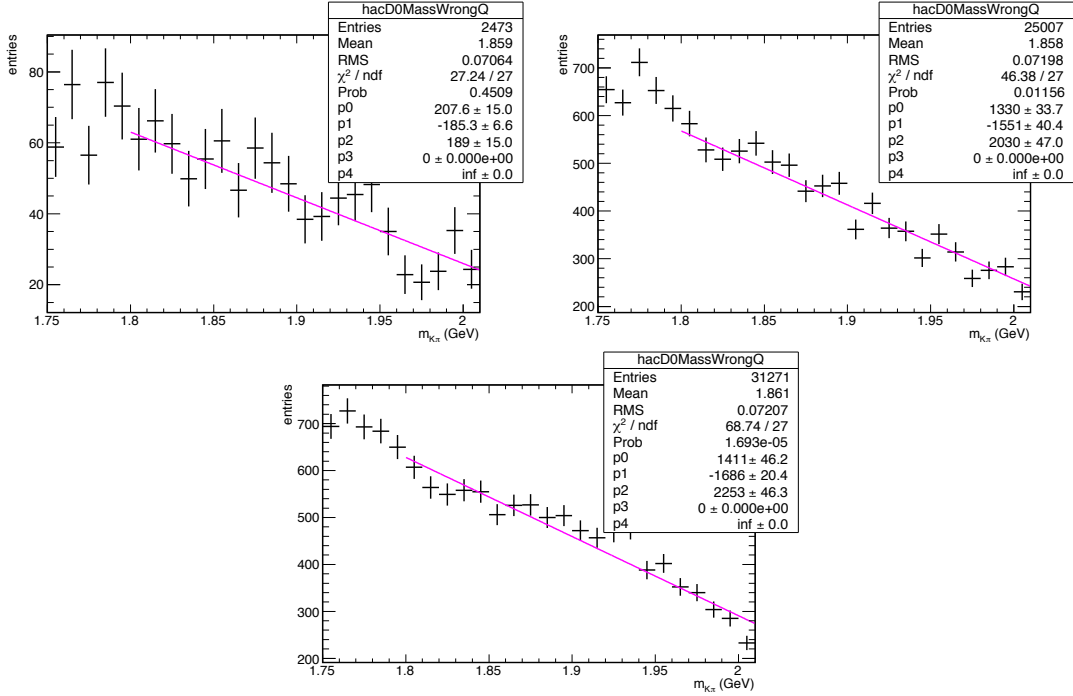 hacD0MassWrongQ
Entries 2473
Mean 1.859
RMS 0.07064
χ² / ndf 27.24 / 27
Prob 0.4509
p0 207.6 ± 15.0
p1 -185.3 ± 6.6
p2 189 ± 15.0
p3 0 ± 0.000e+00
p4 inf ± 0.0
entries
80
60
40
20
1.75 1.8 1.85 1.9 1.95 2
m_Kπ (GeV)
hacD0MassWrongQ
Entries 25007
Mean 1.858
RMS 0.07198
χ² / ndf 46.38 / 27
Prob 0.01156
p0 1330 ± 33.7
p1 -1551 ± 40.4
p2 2030 ± 47.0
p3 0 ± 0.000e+00
p4 inf ± 0.0
entries
700
600
500
400
300
200
1.75 1.8 1.85 1.9 1.95 2
m_Kπ (GeV)
hacD0MassWrongQ
Entries 31271
Mean 1.861
RMS 0.07207
χ² / ndf 68.74 / 27
Prob 1.693e-05
p0 1411 ± 46.2
p1 -1686 ± 20.4
p2 2253 ± 46.3
p3 0 ± 0.000e+00
p4 inf ± 0.0
entries
700
600
500
400
300
200
1.75 1.8 1.85 1.9 1.95 2
m_Kπ (GeV)